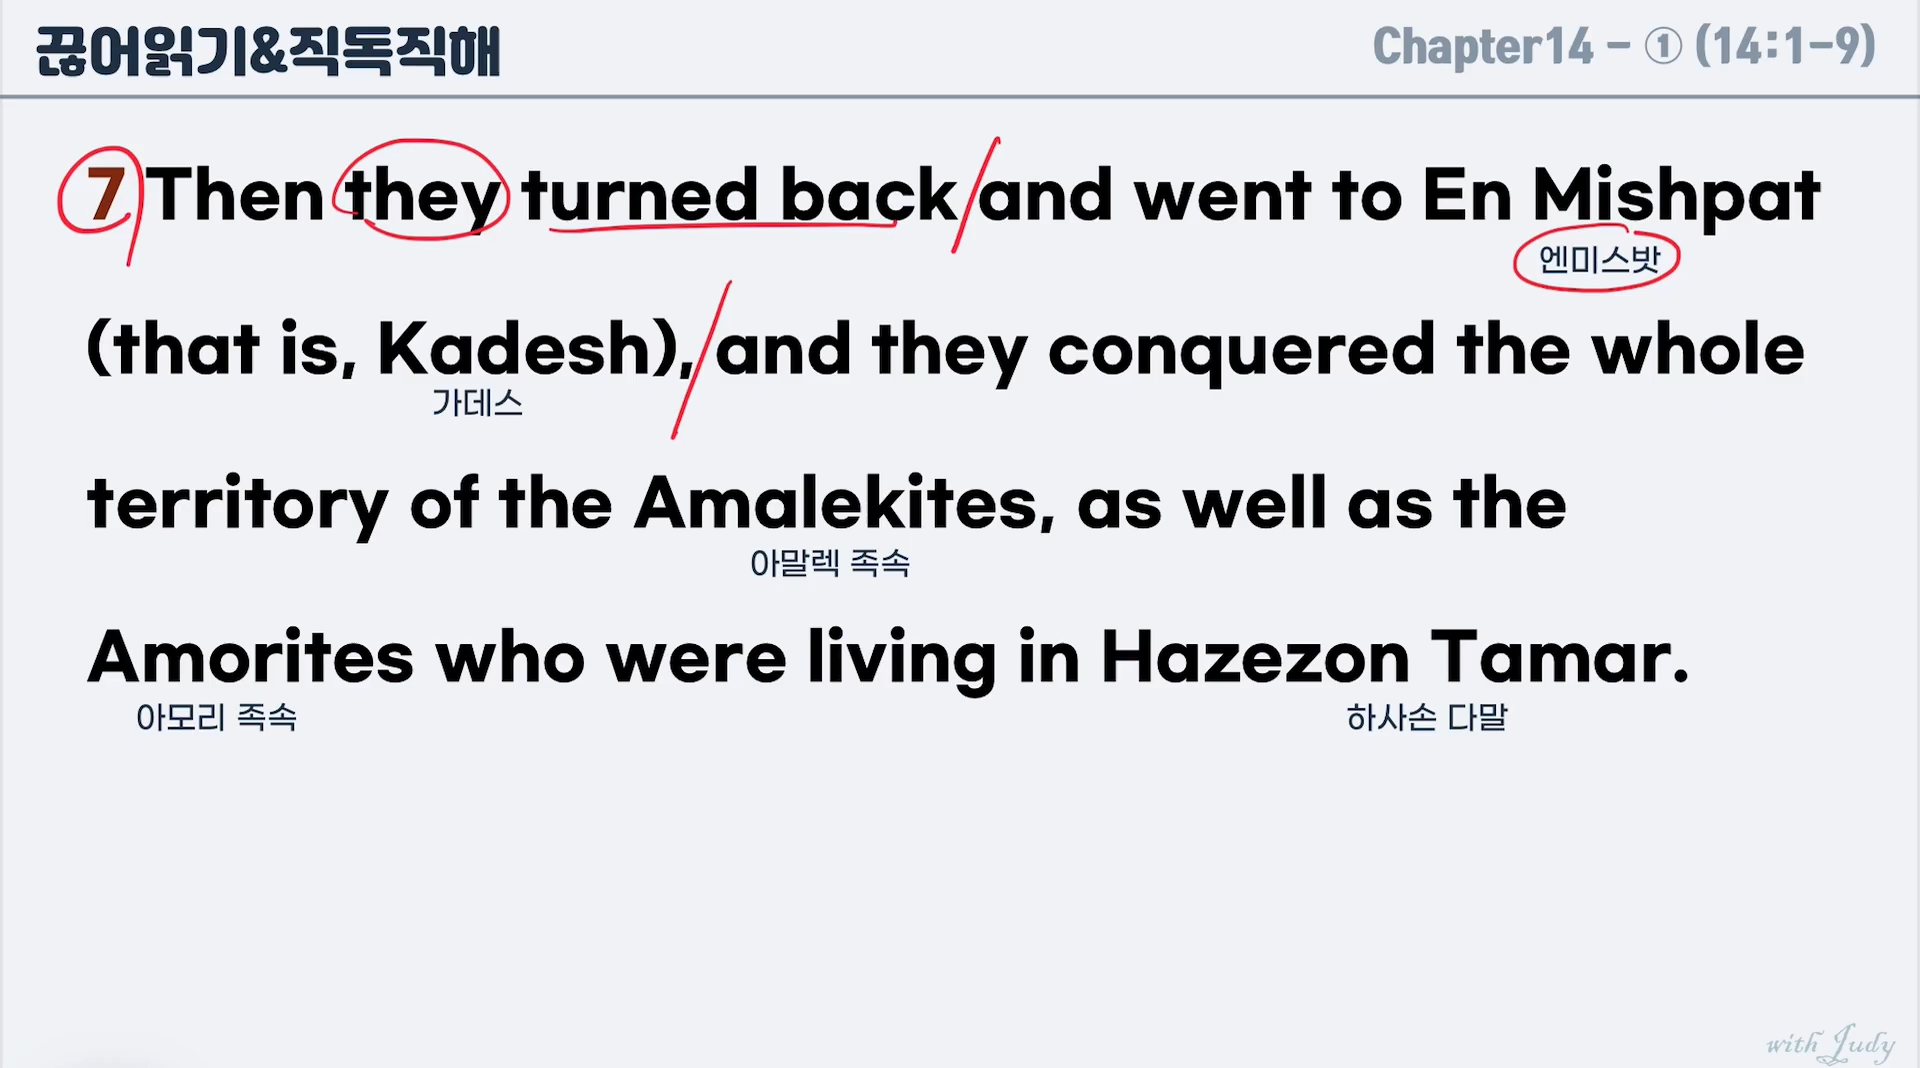 끊어읽기&직독직해
Chapter14 – ① (14:1–9)
7 Then they turned back and went to En Mishpat
엔미스밧
(that is, Kadesh), and they conquered the whole
가데스
territory of the Amalekites, as well as the
아말렉 족속
Amorites who were living in Hazezon Tamar.
아모리 족속 하사손 다말
with Judy